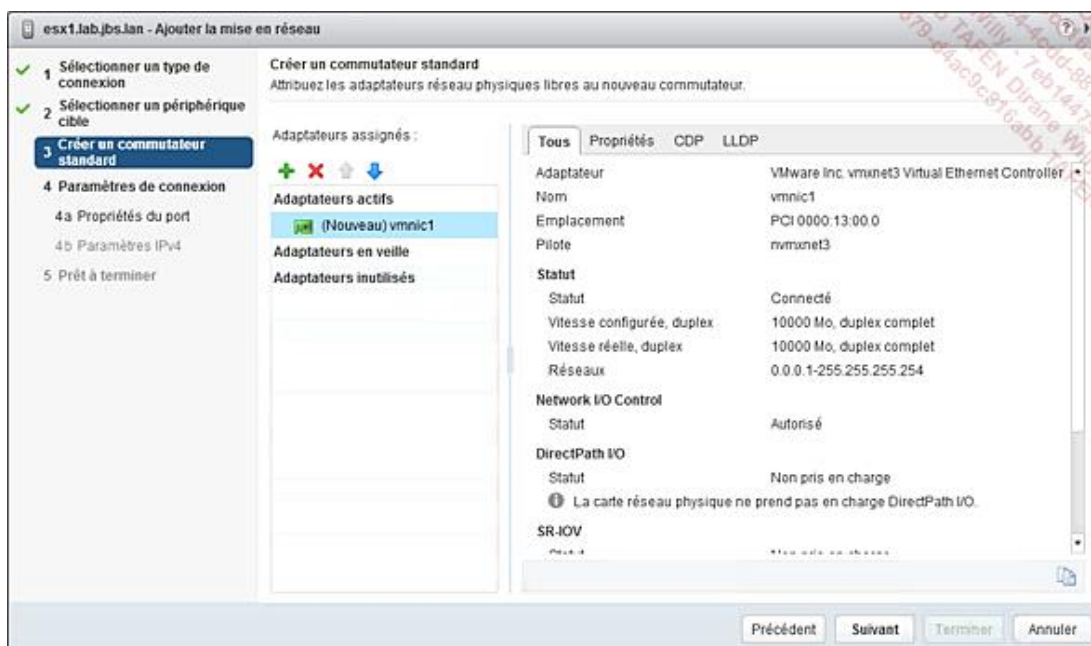 esx1.lab.jbs.lan - Ajouter la mise en réseau
?
1 Sélectionner un type de
connexion
2 Sélectionner un périphérique
cible
3 Créer un commutateur
standard
4 Paramètres de connexion
4a Propriétés du port
4b Paramètres IPv4
5 Prêt à terminer
Créer un commutateur standard
Attribuez les adaptateurs réseau physiques libres au nouveau commutateur.
Adaptateurs assignés :
Adaptateurs actifs
(Nouveau) vmnic1
Adaptateurs en veille
Adaptateurs inutilisés
Tous Propriétés CDP LLDP
Adaptateur VMware Inc. vmxnet3 Virtual Ethernet Controller
Nom vmnic1
Emplacement PCI 0000:13:00.0
Pilote nvmxnet3
Statut
Statut Connecté
Vitesse configurée, duplex 10000 Mo, duplex complet
Vitesse réelle, duplex 10000 Mo, duplex complet
Réseaux 0.0.0.1-255.255.255.254
Network I/O Control
Statut Autorisé
DirectPath I/O
Statut Non pris en charge
La carte réseau physique ne prend pas en charge DirectPath I/O.
SR-IOV
Statut Non pris en charge
Précédent Suivant Terminer Annuler